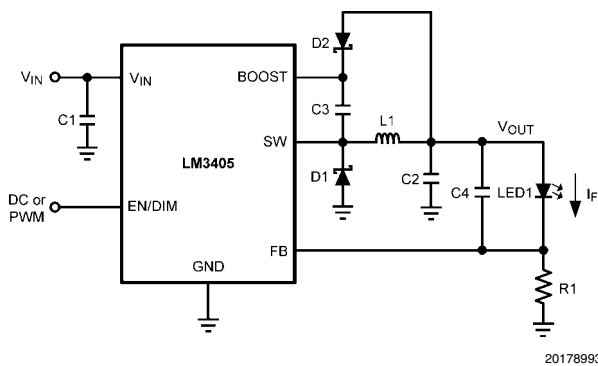 D2
VIN
VIN
BOOST
C1
C3
L1
VOUT
SW
LM3405
D1
C2
C4
LED1
IF
DC or
PWM
EN/DIM
FB
GND
R1
20178993